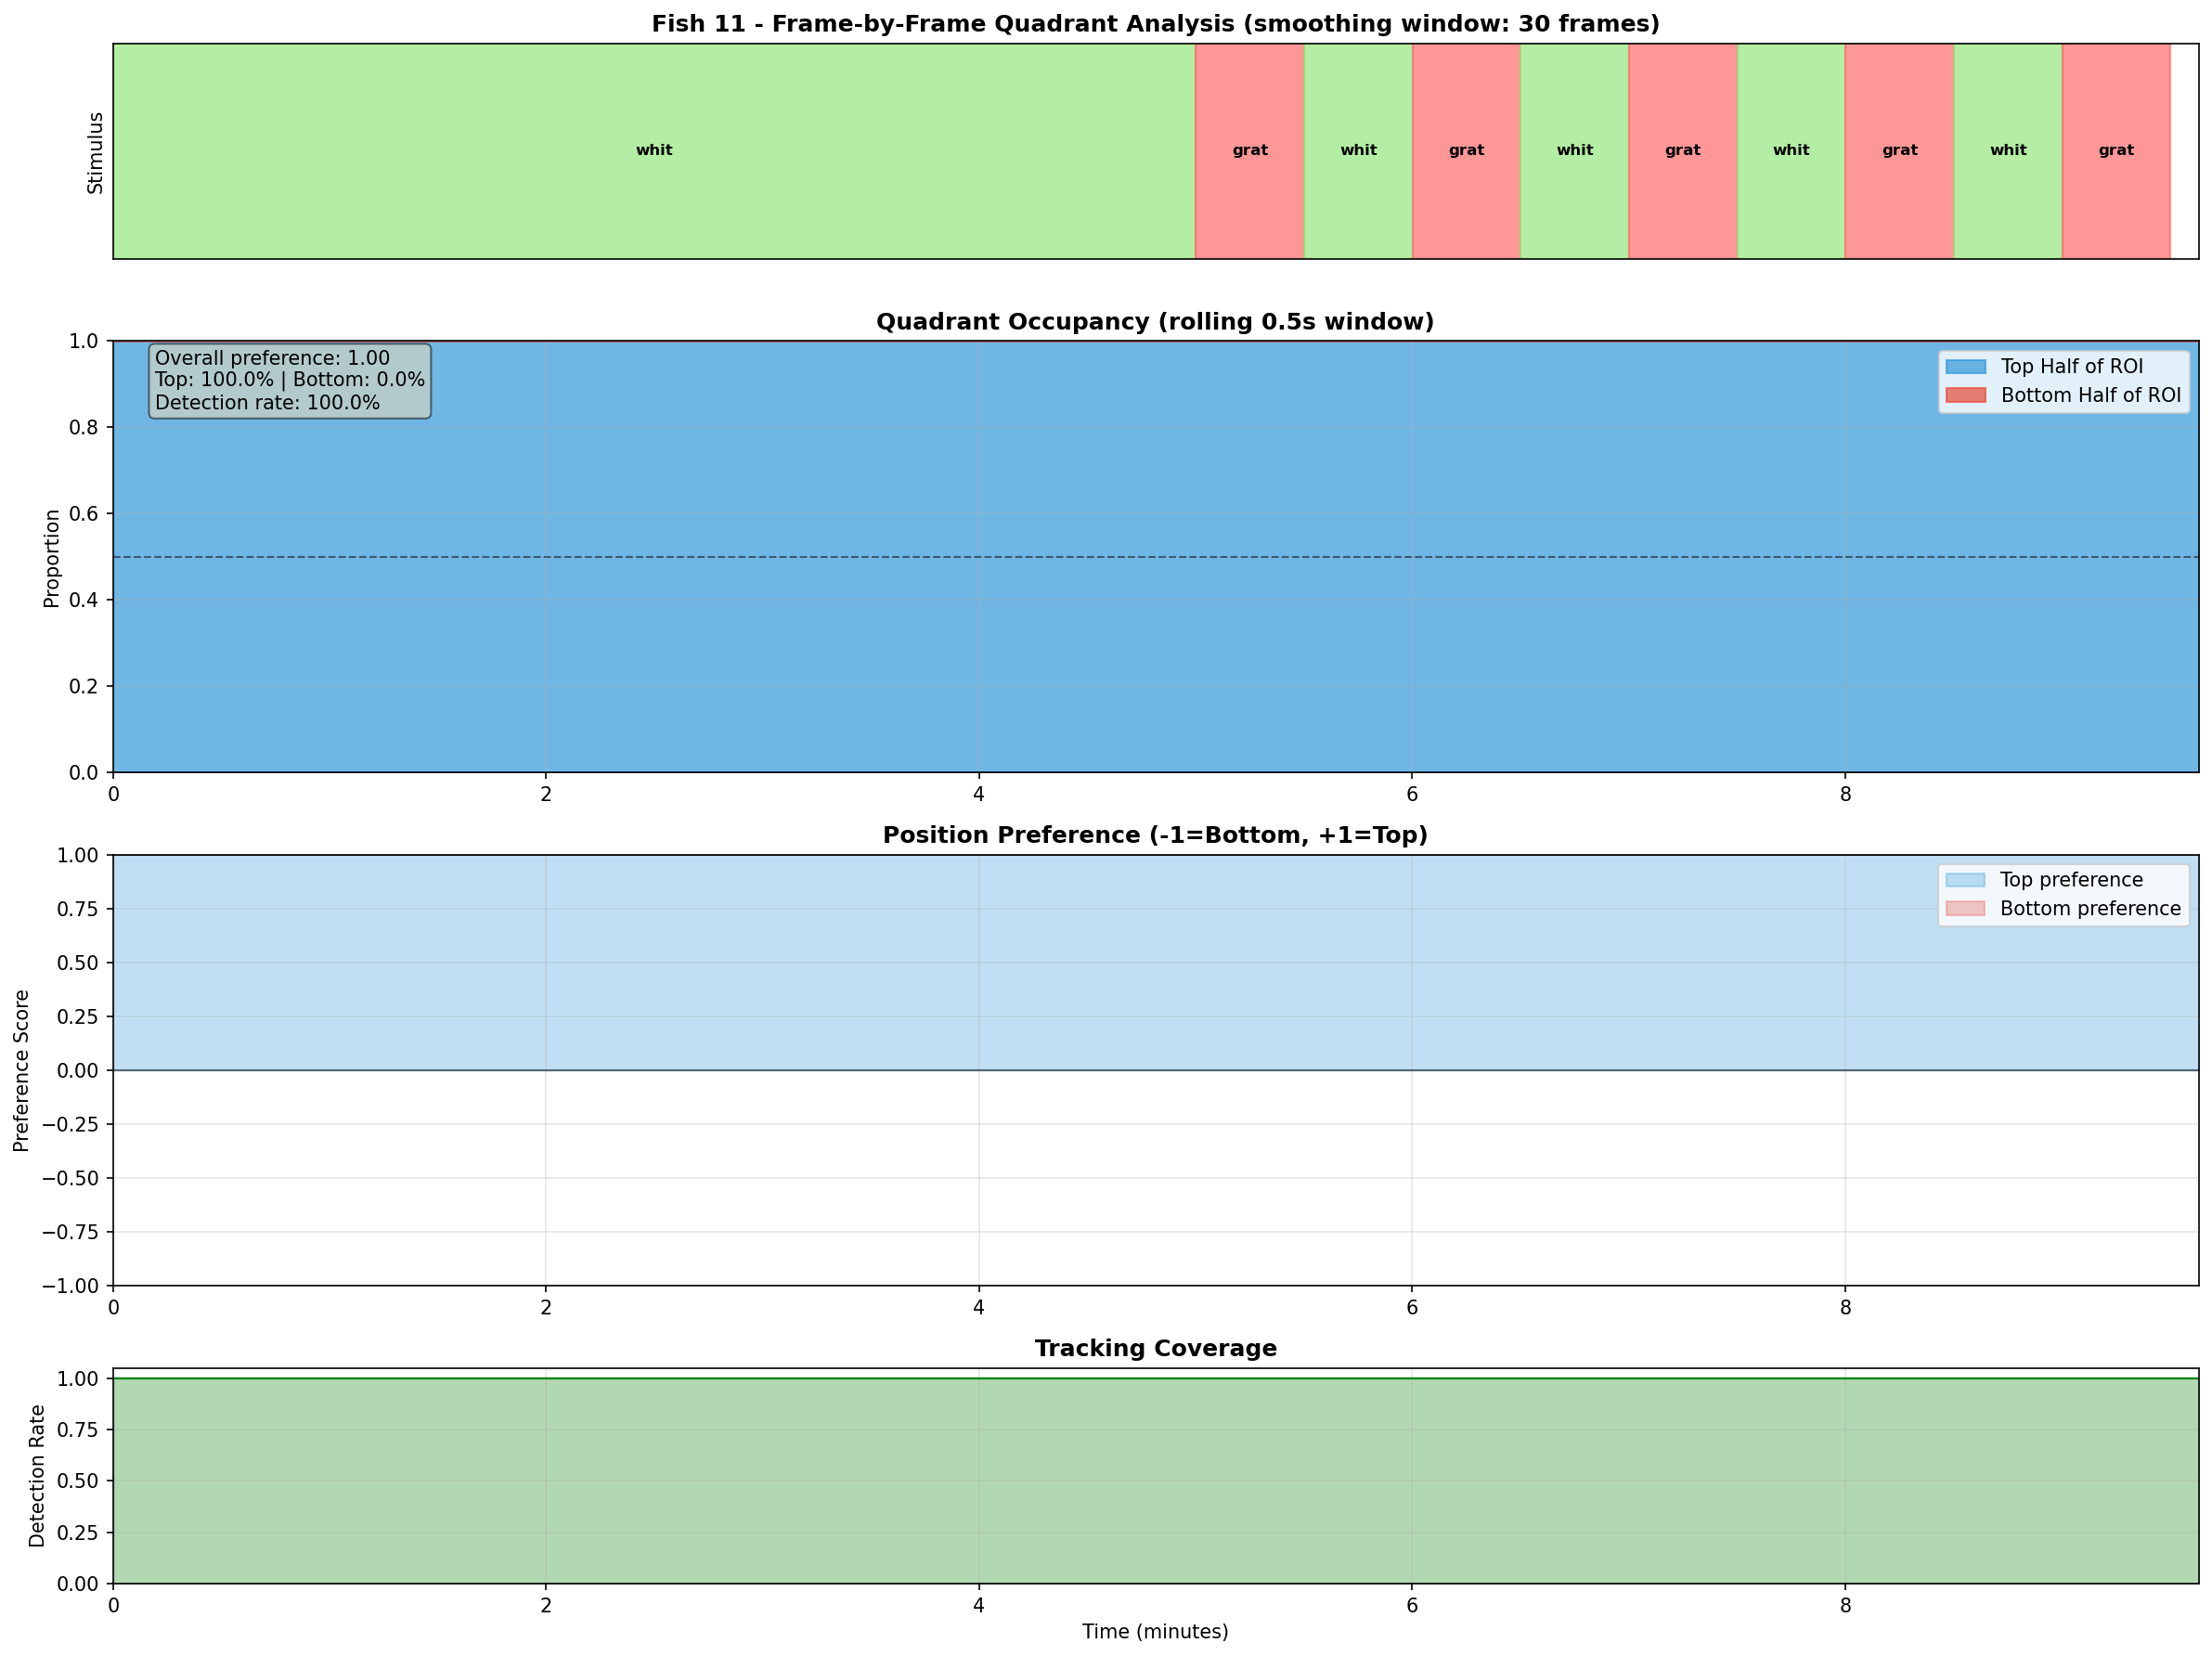 Fish 11 - Frame-by-Frame Quadrant Analysis (smoothing window: 30 frames)
Stimulus
whit
grat
whit
grat
whit
grat
whit
grat
whit
grat
Quadrant Occupancy (rolling 0.5s window)
Proportion
1.0
0.8
0.6
0.4
0.2
0.0
Overall preference: 1.00
Top: 100.0% | Bottom: 0.0%
Detection rate: 100.0%
Top Half of ROI
Bottom Half of ROI
0
2
4
6
8
Position Preference (-1=Bottom, +1=Top)
Preference Score
1.00
0.75
0.50
0.25
0.00
−0.25
−0.50
−0.75
−1.00
Top preference
Bottom preference
0
2
4
6
8
Tracking Coverage
Detection Rate
1.00
0.75
0.50
0.25
0.00
0
2
4
6
8
Time (minutes)